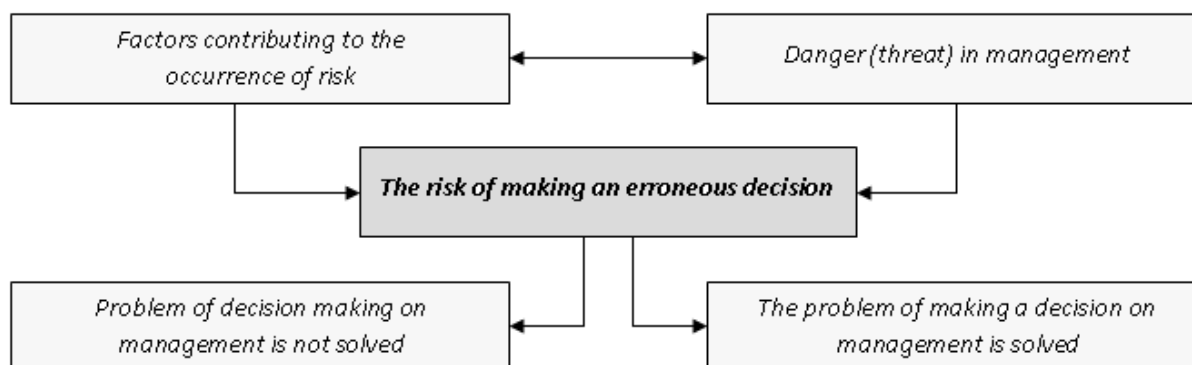 Factors contributing to the
occurrence of risk
Danger (threat) in management
The risk of making an erroneous decision
Problem of decision making on
management is not solved
The problem of making a decision on
management is solved